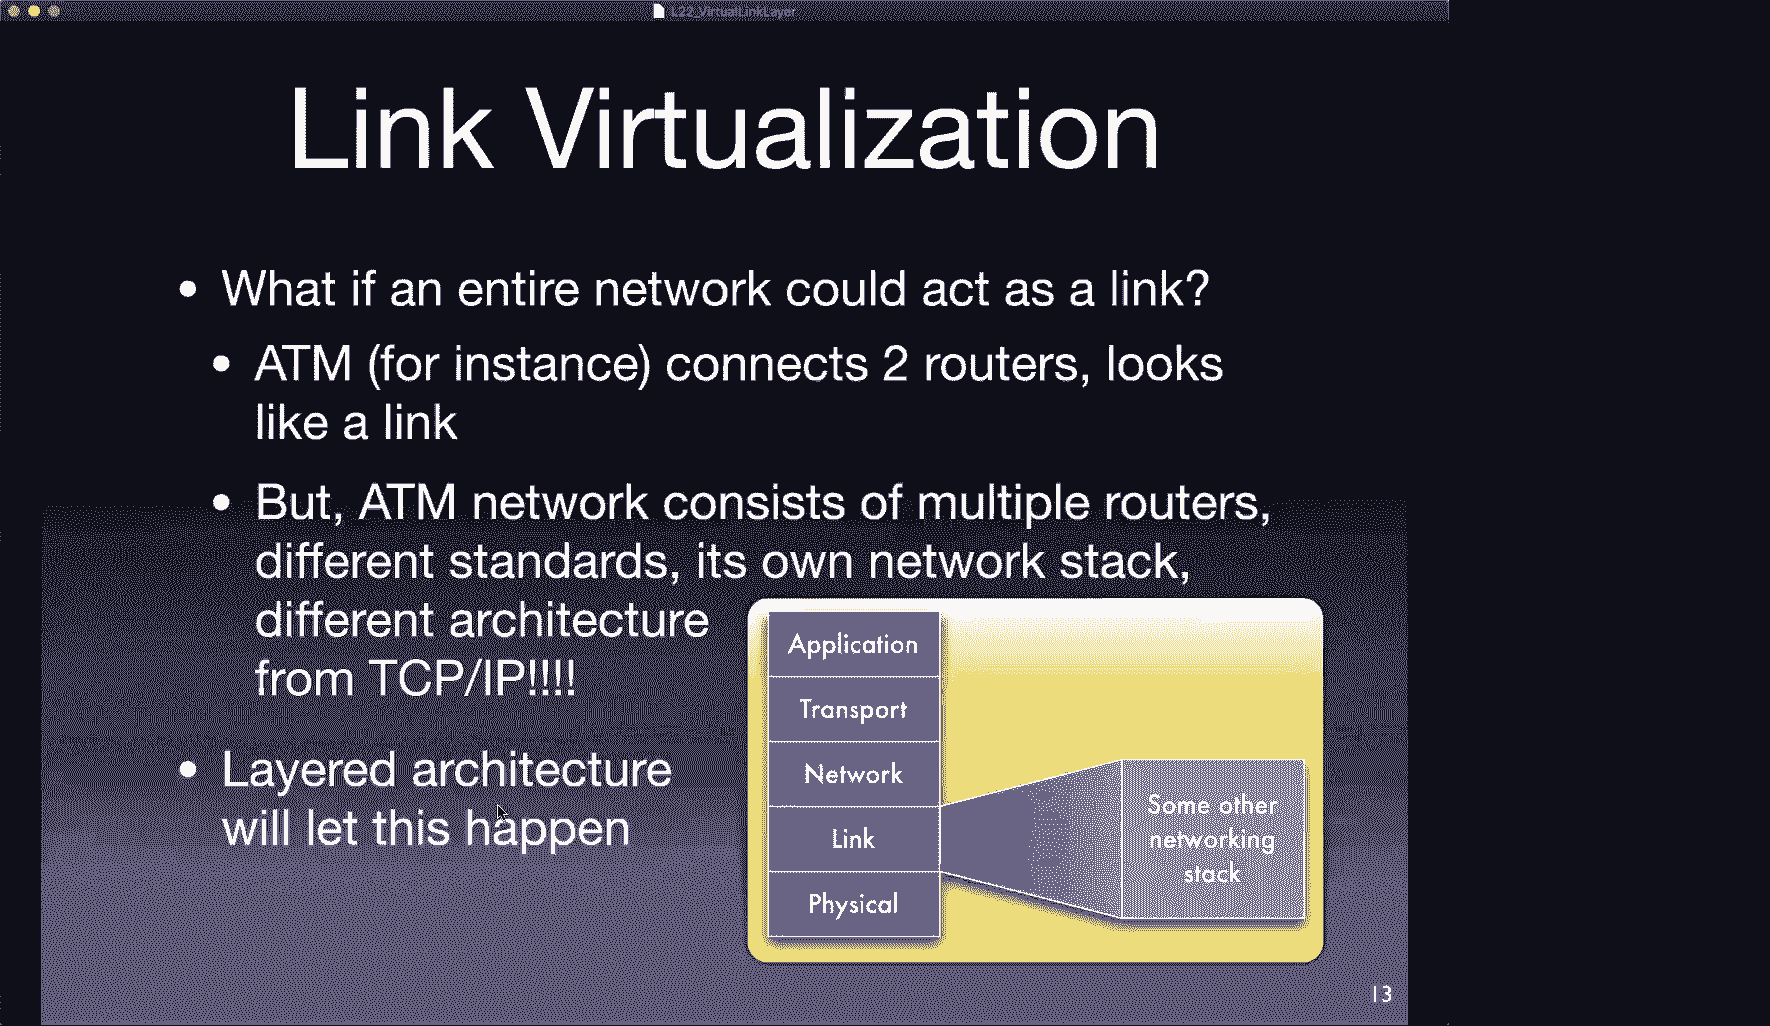 L22_VirtualLinkLayer
Link Virtualization
• What if an entire network could act as a link?
• ATM (for instance) connects 2 routers, looks
like a link
• But, ATM network consists of multiple routers,
different standards, its own network stack,
different architecture
from TCP/IP!!!!
• Layered architecture
will let this happen
Application
Transport
Network
Link
Physical
Some other
networking
stack
13